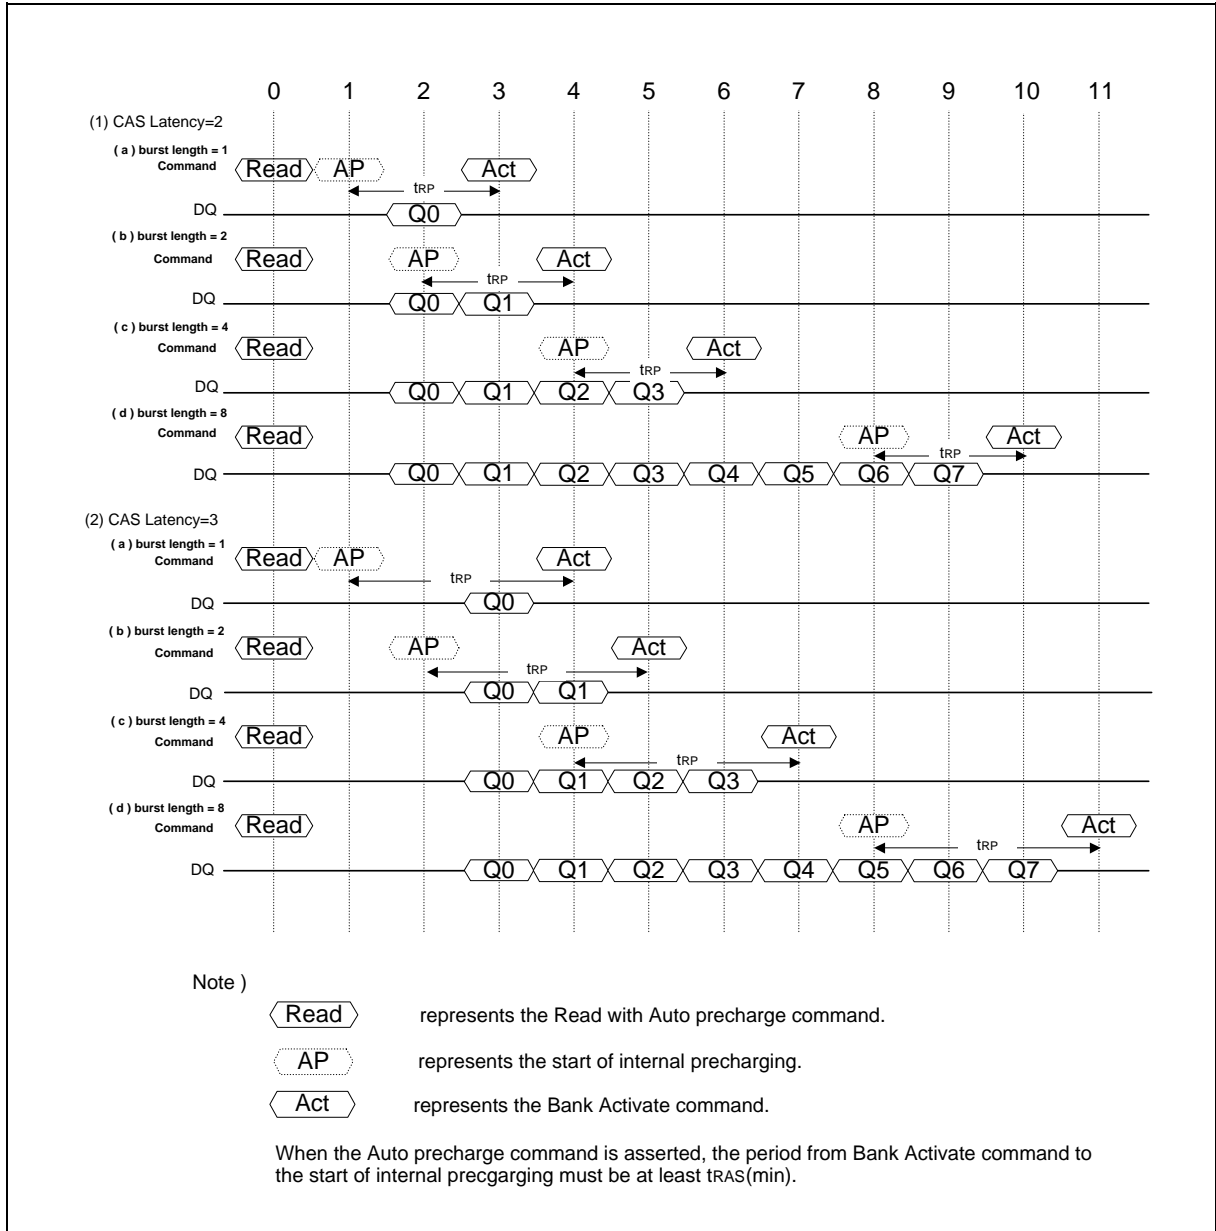 0 1 2 3 4 5 6 7 8 9 10 11
(1) CAS Latency=2
( a ) burst length = 1
Command Read AP Act
tRP
DQ Q0
( b ) burst length = 2
Command Read AP Act
tRP
DQ Q0 Q1
( c ) burst length = 4
Command Read AP Act
tRP
DQ Q0 Q1 Q2 Q3
( d ) burst length = 8
Command Read AP Act
tRP
DQ Q0 Q1 Q2 Q3 Q4 Q5 Q6 Q7
(2) CAS Latency=3
( a ) burst length = 1
Command Read AP Act
tRP
DQ Q0
( b ) burst length = 2
Command Read AP Act
tRP
DQ Q0 Q1
( c ) burst length = 4
Command Read AP Act
tRP
DQ Q0 Q1 Q2 Q3
( d ) burst length = 8
Command Read AP Act
tRP
DQ Q0 Q1 Q2 Q3 Q4 Q5 Q6 Q7
Note )
Read represents the Read with Auto precharge command.
AP represents the start of internal precharging.
Act represents the Bank Activate command.
When the Auto precharge command is asserted, the period from Bank Activate command to
the start of internal precgarging must be at least tRAS(min).